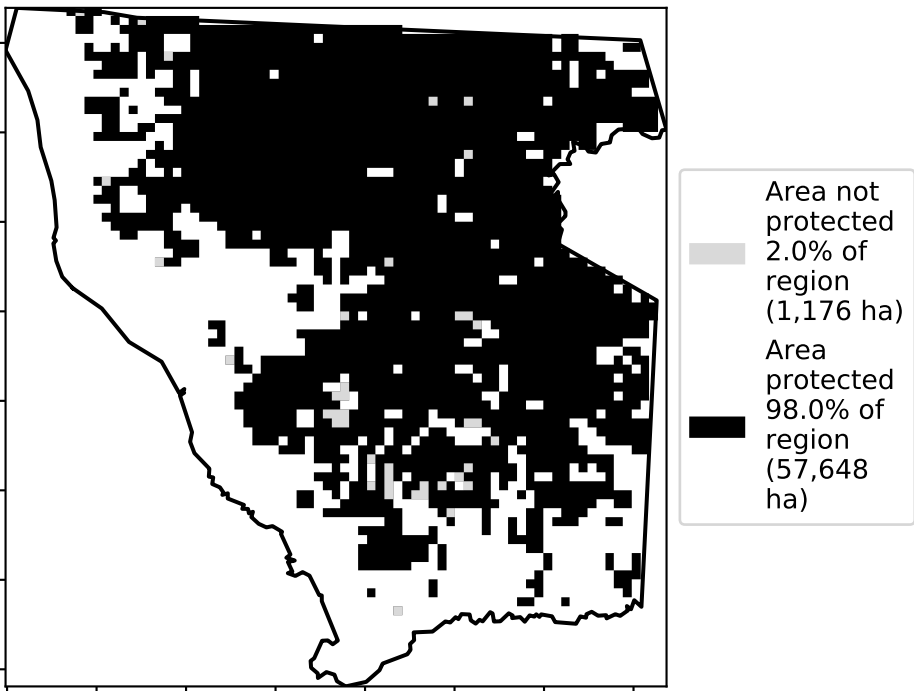 Area not
protected
2.0% of
region
(1,176 ha)
Area
protected
98.0% of
region
(57,648
ha)